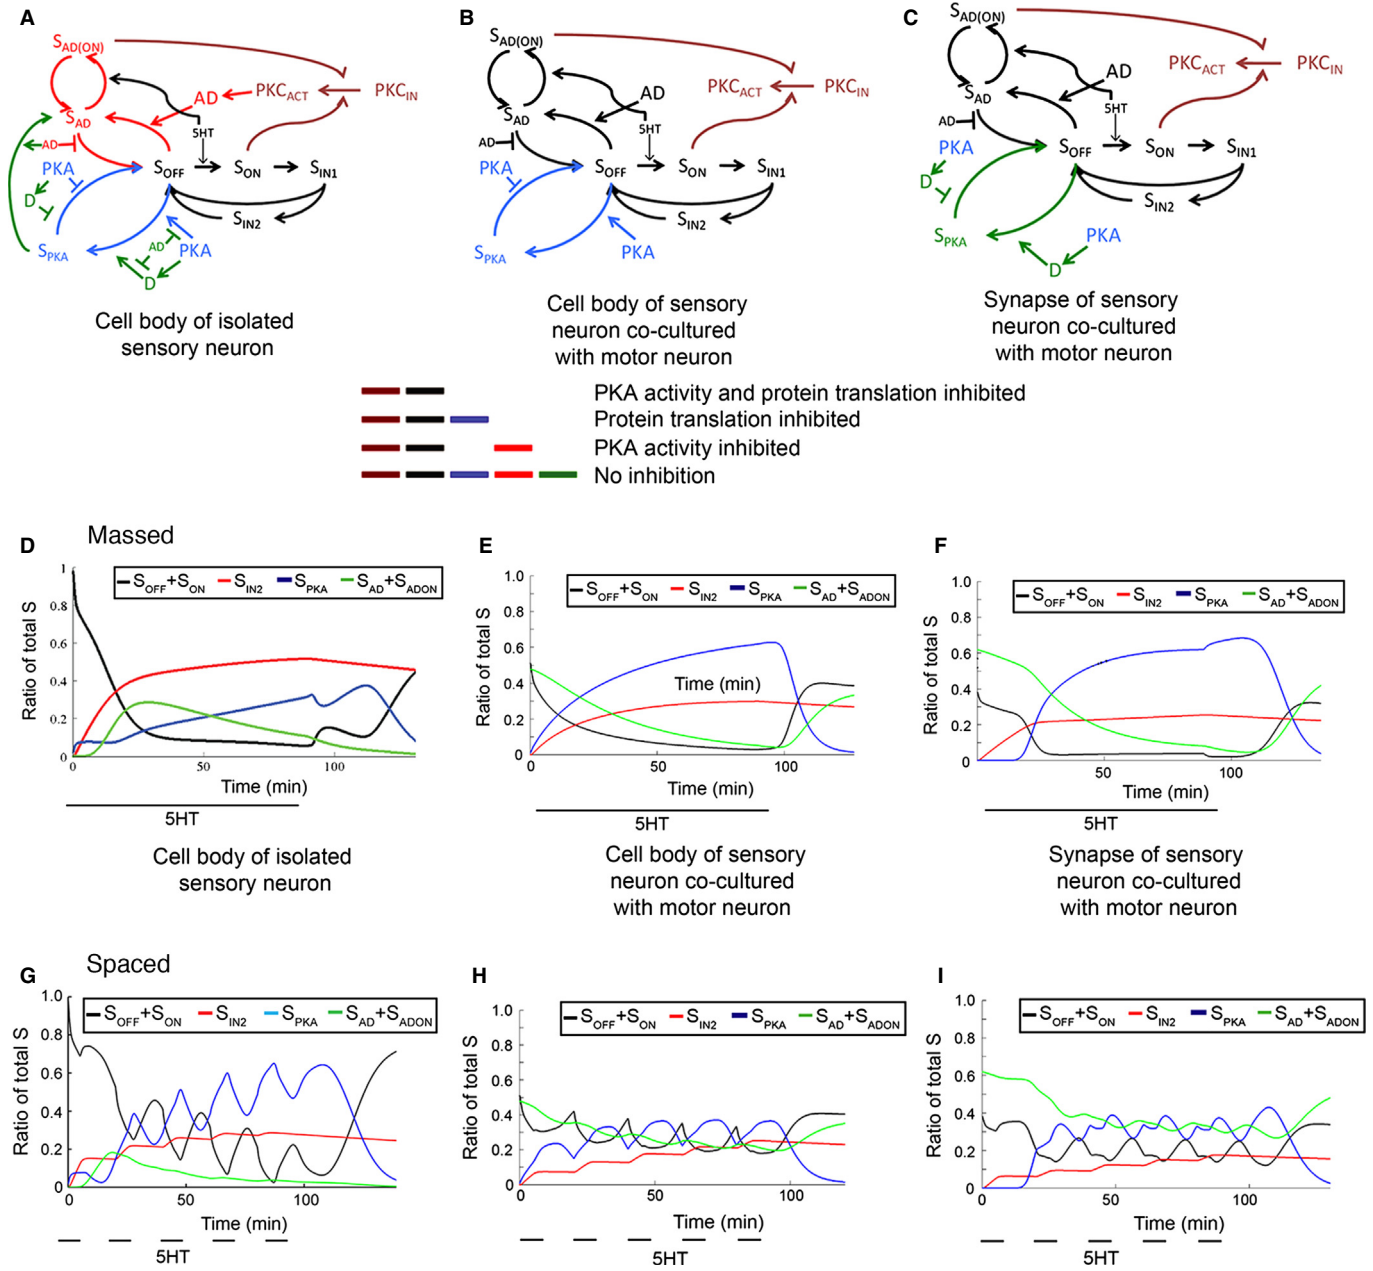 A
S_AD(ON)
AD
PKC_ACT
PKC_IN
S_AD
5HT
AD
PKA
S_OFF
S_ON
S_IN1
D
S_IN2
S_PKA
AD
PKA
D
Cell body of isolated
sensory neuron
B
S_AD(ON)
AD
PKC_ACT
PKC_IN
S_AD
5HT
AD
PKA
S_OFF
S_ON
S_IN1
S_IN2
S_PKA
PKA
Cell body of sensory
neuron co-cultured
with motor neuron
C
S_AD(ON)
AD
PKC_ACT
PKC_IN
S_AD
5HT
AD
PKA
S_OFF
S_ON
S_IN1
D
S_IN2
S_PKA
PKA
D
Synapse of sensory
neuron co-cultured
with motor neuron
PKA activity and protein translation inhibited
Protein translation inhibited
PKA activity inhibited
No inhibition
D
Massed
S_OFF+S_ON S_IN2 S_PKA S_AD+S_ADON
Ratio of total S
1
0.8
0.6
0.4
0.2
0
0 50 100
Time (min)
5HT
Cell body of isolated
sensory neuron
E
S_OFF+S_ON S_IN2 S_PKA S_AD+S_ADON
Ratio of total S
1.0
0.8
0.6
0.4
0.2
0
Time (min)
0 50 100
Time (min)
5HT
Cell body of sensory
neuron co-cultured
with motor neuron
F
S_OFF+S_ON S_IN2 S_PKA S_AD+S_ADON
Ratio of total S
1.0
0.8
0.6
0.4
0.2
0
50 100
Time (min)
5HT
Synapse of sensory
neuron co-cultured
with motor neuron
G
Spaced
S_OFF+S_ON S_IN2 S_PKA S_AD+S_ADON
Ratio of total S
1.0
0.8
0.6
0.4
0.2
0
0 50 100
Time (min)
5HT
H
S_OFF+S_ON S_IN2 S_PKA S_AD+S_ADON
Ratio of total S
1.0
0.8
0.6
0.4
0.2
0
0 50 100
Time (min)
5HT
I
S_OFF+S_ON S_IN2 S_PKA S_AD+S_ADON
Ratio of total S
1.0
0.8
0.6
0.4
0.2
0
0 50 100
Time (min)
5HT